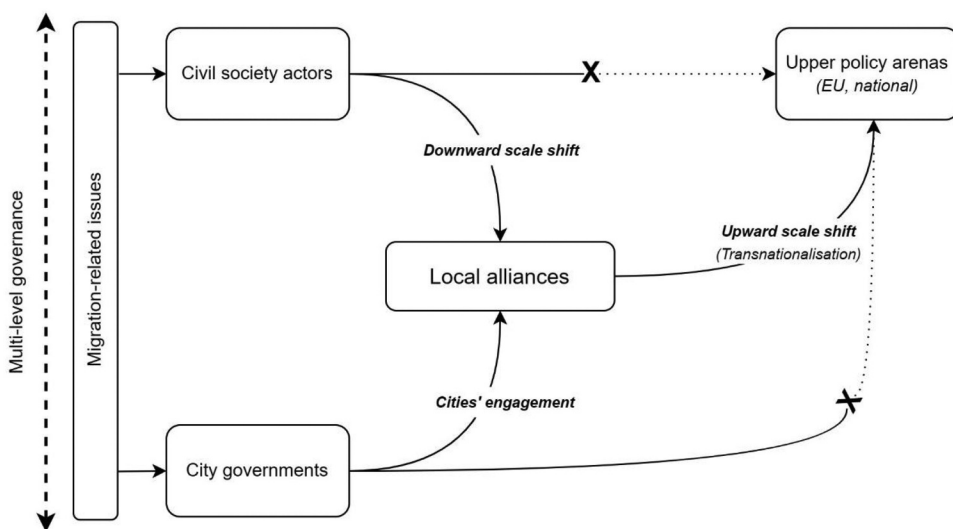 Multi-level governance
Migration-related issues
Civil society actors
X
Upper policy arenas
(EU, national)
Downward scale shift
Upward scale shift
(Transnationalisation)
Local alliances
Cities' engagement
X
City governments